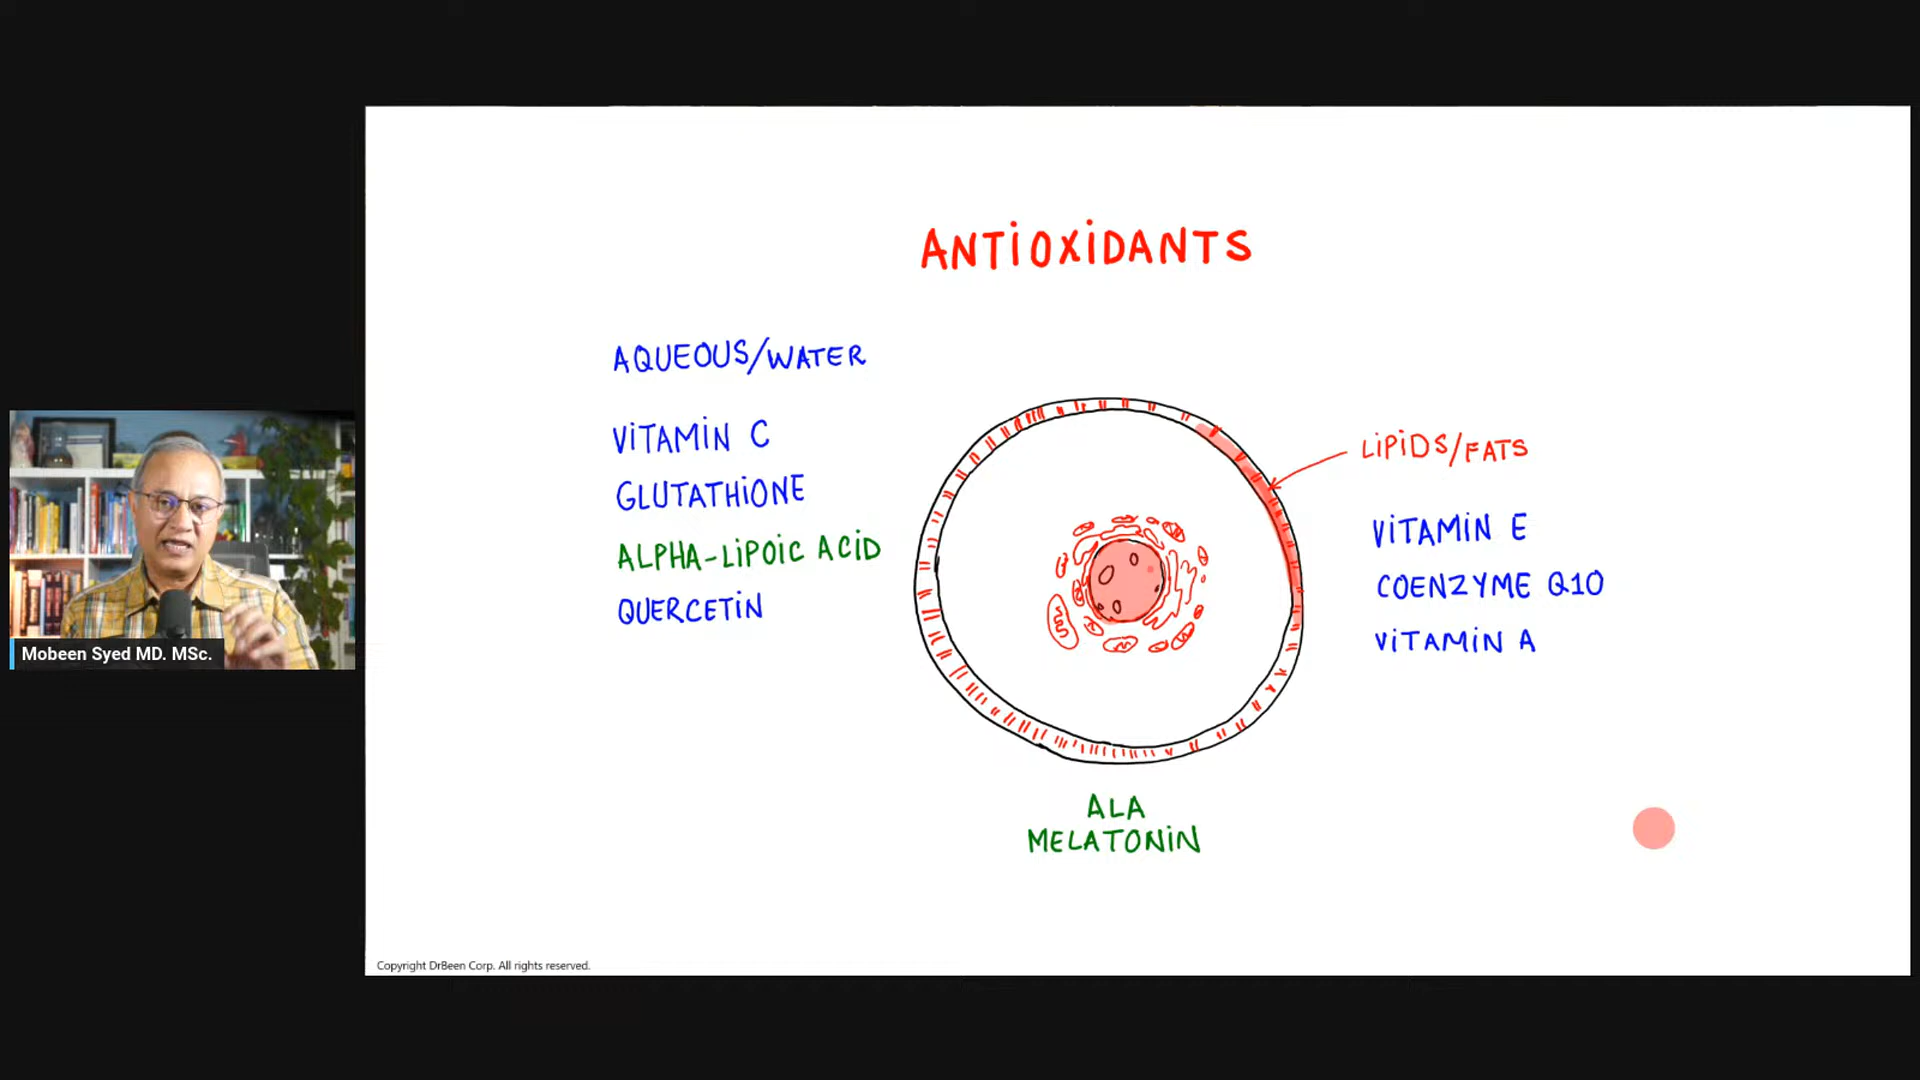 ANTIOXIDANTS
AQUEOUS/WATER
VITAMIN C
GLUTATHIONE
ALPHA-LIPOIC ACID
QUERCETIN
LIPIDS/FATS
VITAMIN E
COENZYME Q10
VITAMIN A
ALA
MELATONIN
Mobeen Syed MD. MSc.
Copyright DrBeen Corp. All rights reserved.